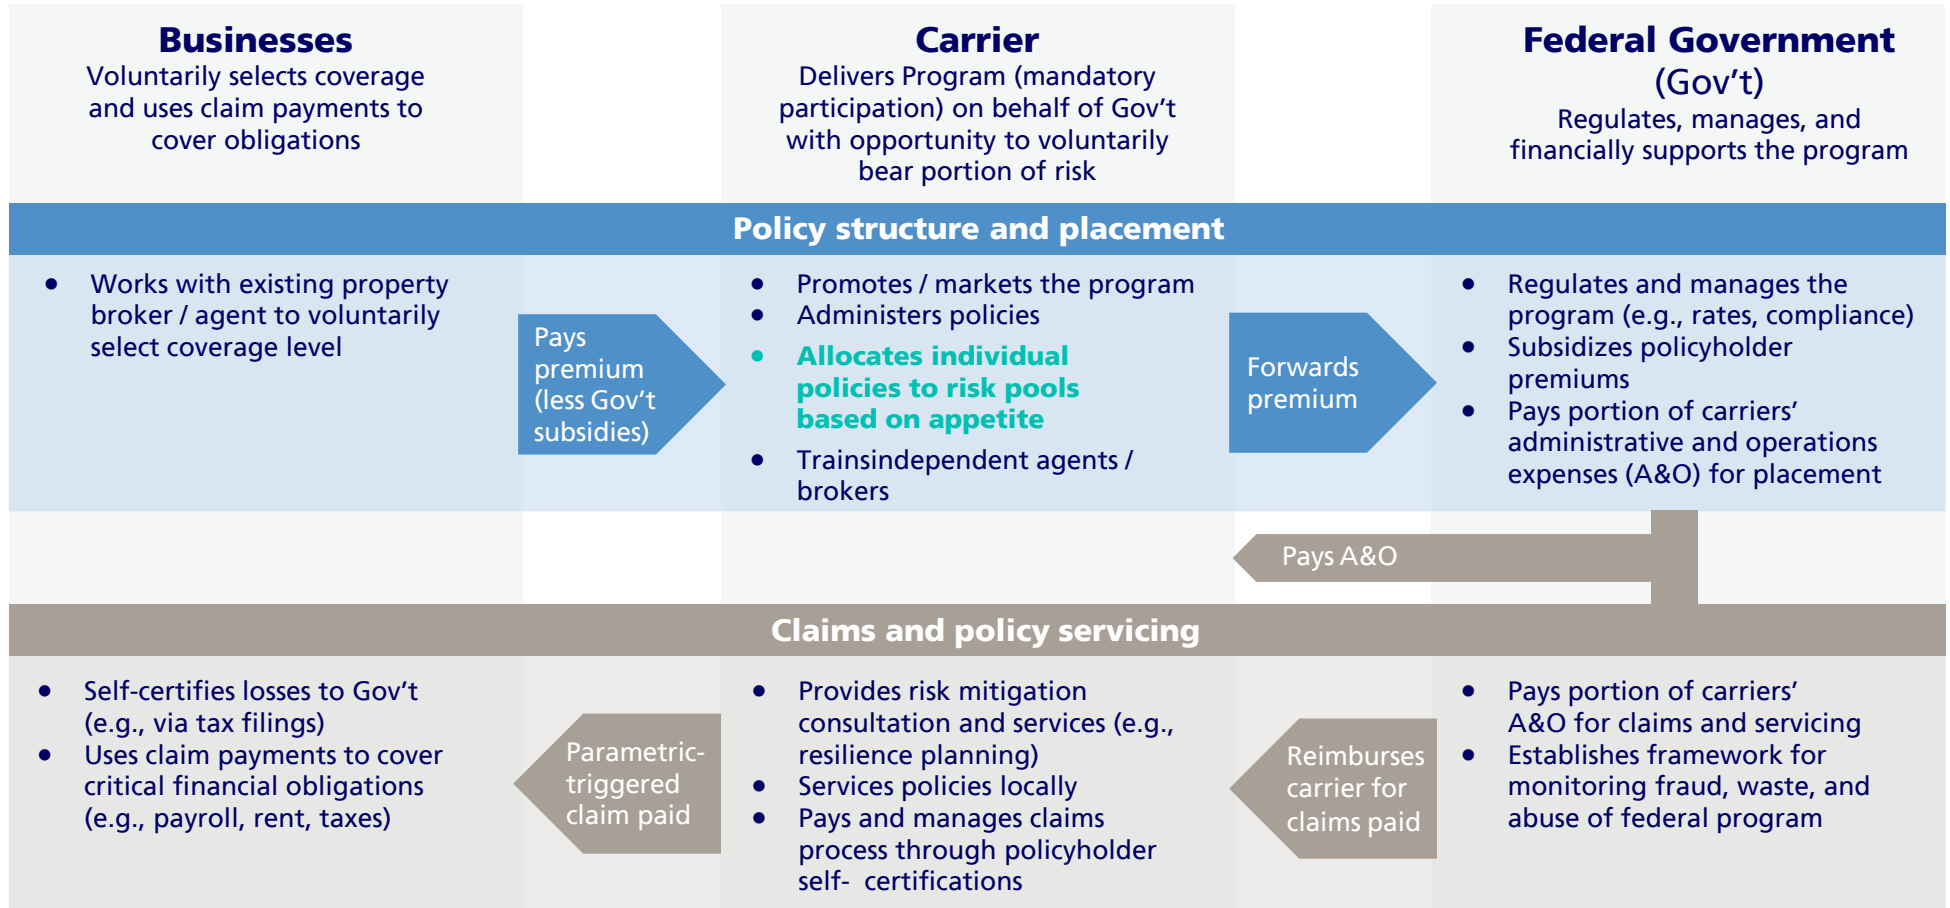 Businesses
Voluntarily selects coverage
and uses claim payments to
cover obligations
Carrier
Delivers Program (mandatory
participation) on behalf of Gov't
with opportunity to voluntarily
bear portion of risk
Federal Government
(Gov't)
Regulates, manages, and
financially supports the program
Policy structure and placement
• Works with existing property
broker / agent to voluntarily
select coverage level
Pays
premium
(less Gov't
subsidies)
• Promotes / markets the program
• Administers policies
• Allocates individual
policies to risk pools
based on appetite
• Trainsindependent agents /
brokers
Forwards
premium
• Regulates and manages the
program (e.g., rates, compliance)
• Subsidizes policyholder
premiums
• Pays portion of carriers'
administrative and operations
expenses (A&O) for placement
Pays A&O
Claims and policy servicing
• Self-certifies losses to Gov't
(e.g., via tax filings)
• Uses claim payments to cover
critical financial obligations
(e.g., payroll, rent, taxes)
Parametric-
triggered
claim paid
• Provides risk mitigation
consultation and services (e.g.,
resilience planning)
• Services policies locally
• Pays and manages claims
process through policyholder
self- certifications
Reimburses
carrier for
claims paid
• Pays portion of carriers'
A&O for claims and servicing
• Establishes framework for
monitoring fraud, waste, and
abuse of federal program